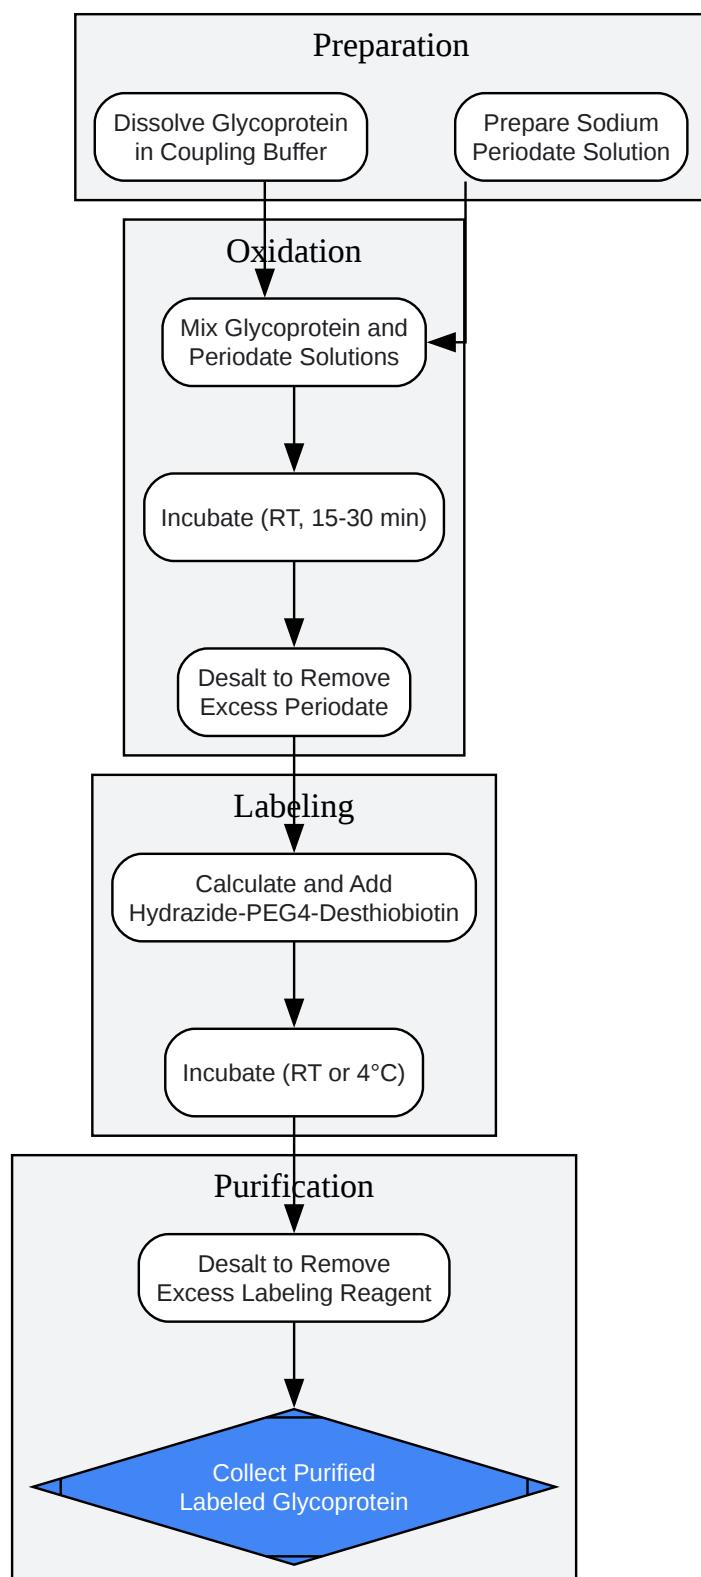 Preparation
Dissolve Glycoprotein
in Coupling Buffer
Prepare Sodium
Periodate Solution
Oxidation
Mix Glycoprotein and
Periodate Solutions
Incubate (RT, 15-30 min)
Desalt to Remove
Excess Periodate
Labeling
Calculate and Add
Hydrazide-PEG4-Desthiobiotin
Incubate (RT or 4°C)
Purification
Desalt to Remove
Excess Labeling Reagent
Collect Purified
Labeled Glycoprotein